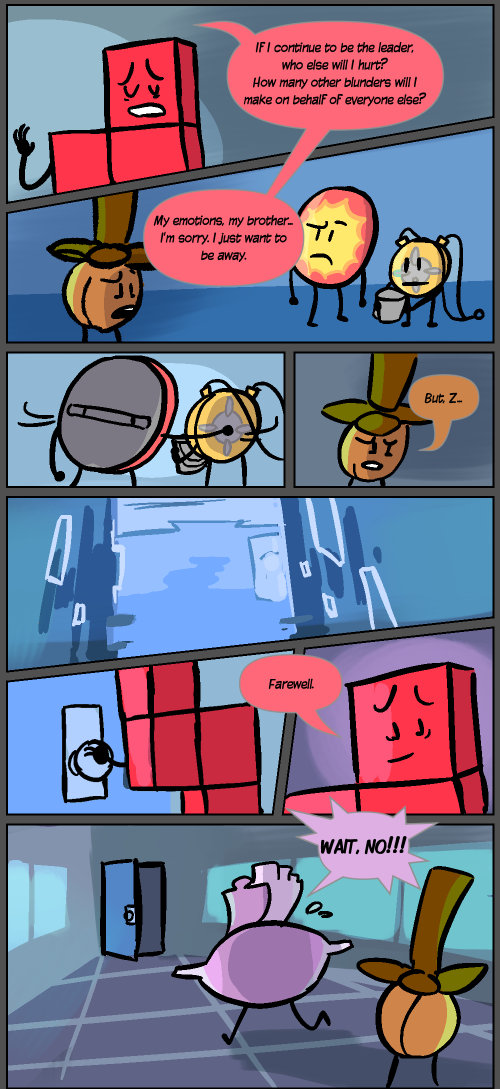 If I continue to be the leader,
who else will I hurt?
How many other blunders will I
make on behalf of everyone else?
My emotions, my brother...
I'm sorry. I just want to
be away.
But, Z...
Farewell.
WAIT, NO!!!